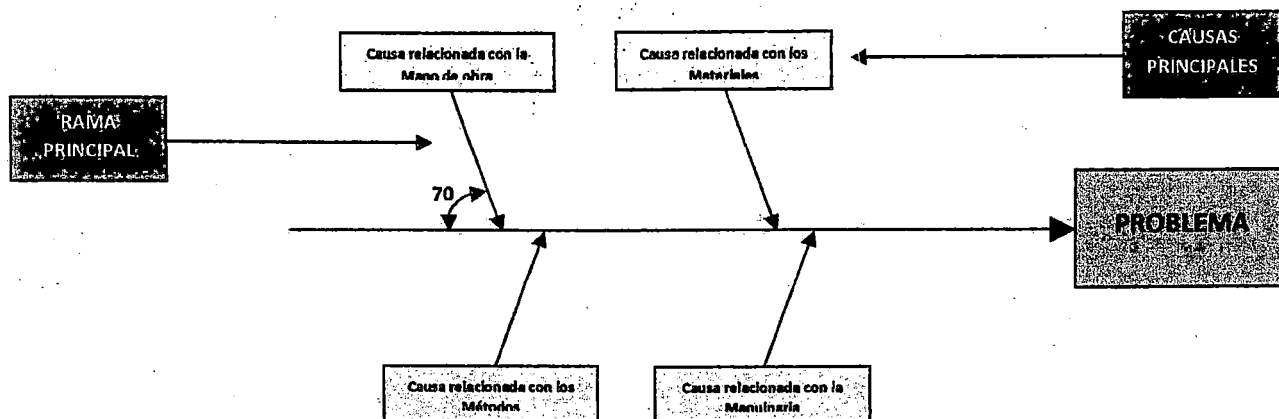 Causa relacionada con la
Mano de obra
Causa relacionada con los
Materiales
CAUSAS
PRINCIPALES
RAMA
PRINCIPAL
70
PROBLEMA
Causa relacionada con los
Métodos
Causa relacionada con la
Maquinaria